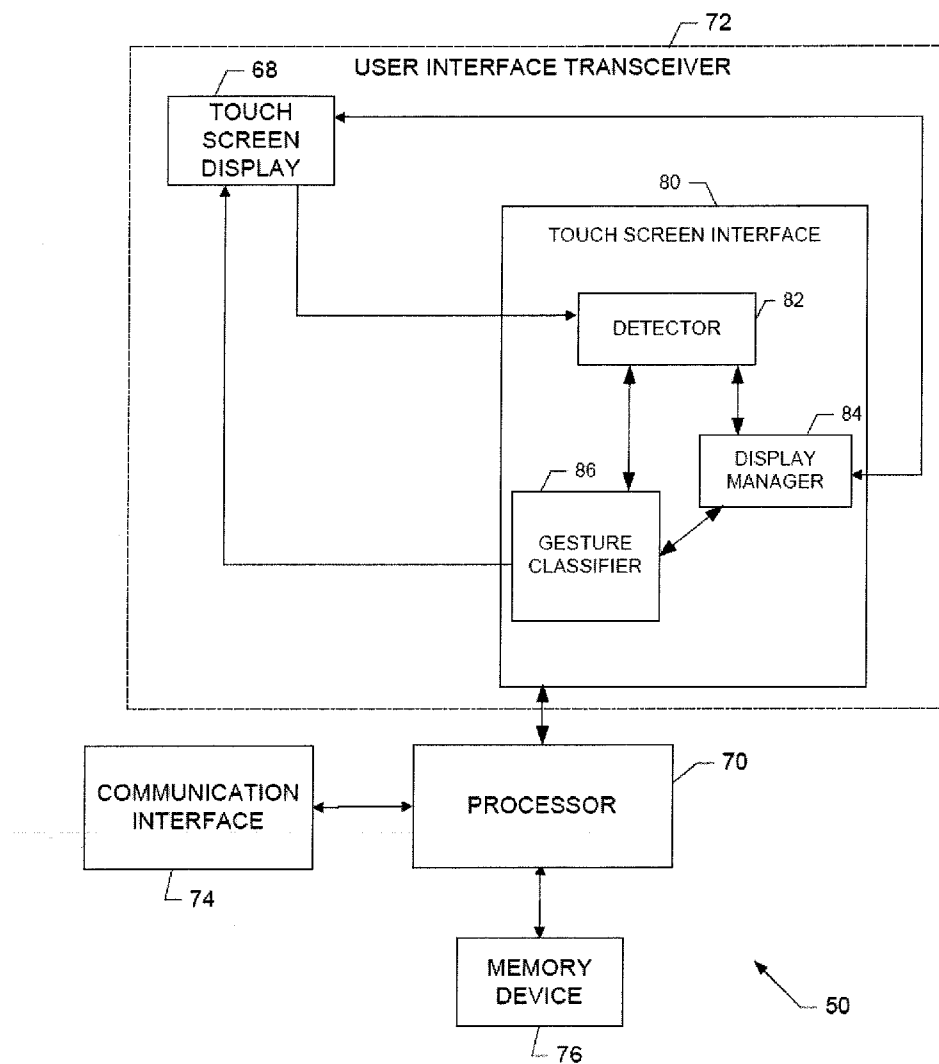 72
USER INTERFACE TRANSCEIVER
68
TOUCH
SCREEN
DISPLAY
80
TOUCH SCREEN INTERFACE
DETECTOR
82
84
DISPLAY
MANAGER
86
GESTURE
CLASSIFIER
COMMUNICATION
INTERFACE
74
PROCESSOR
70
MEMORY
DEVICE
76
50